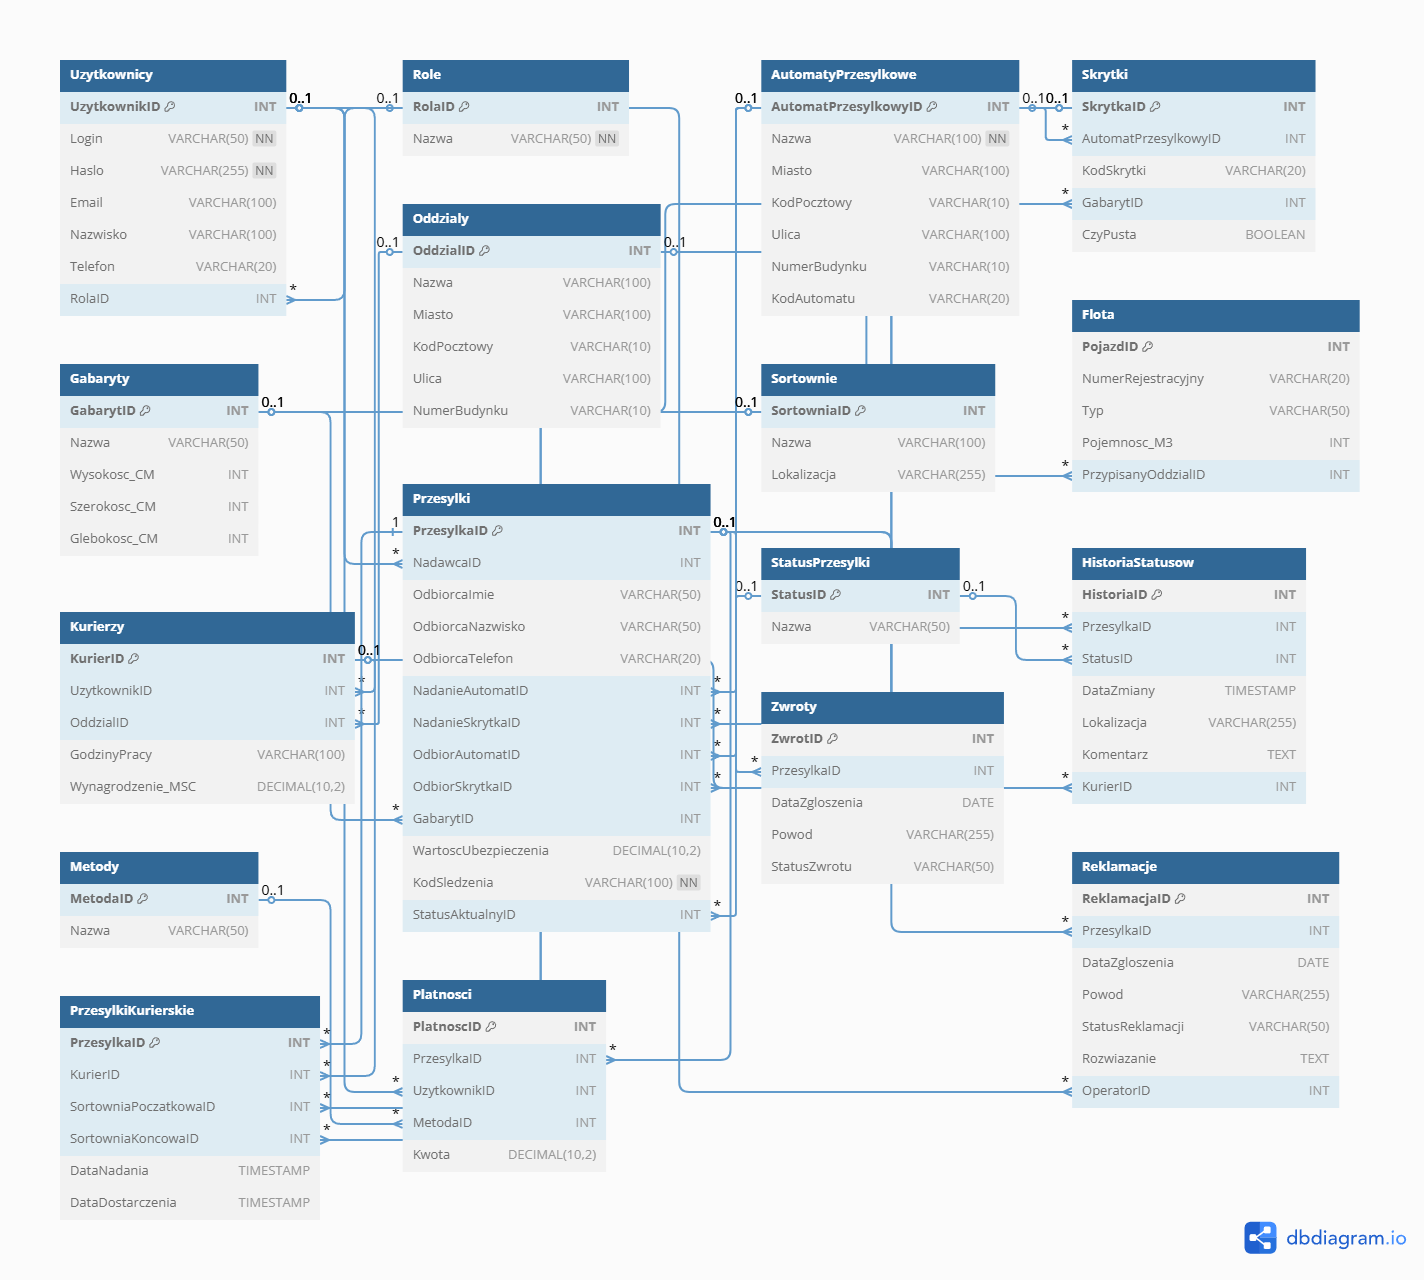 Uzytkownicy
UzytkownikID INT
Login VARCHAR(50) NN
Haslo VARCHAR(255) NN
Email VARCHAR(100)
Nazwisko VARCHAR(100)
Telefon VARCHAR(20)
RolaID INT
0..1
*
Role
RolaID INT
Nazwa VARCHAR(50) NN
0..1
AutomatyPrzesylkowe
AutomatPrzesylkowyID INT
Nazwa VARCHAR(100) NN
Miasto VARCHAR(100)
KodPocztowy VARCHAR(10)
Ulica VARCHAR(100)
NumerBudynku VARCHAR(10)
KodAutomatu VARCHAR(20)
0..1
0..1
0..1
Skrytki
SkrytkaID INT
AutomatPrzesylkowyID INT
KodSkrytki VARCHAR(20)
GabarytID INT
CzyPusta BOOLEAN
*
*
Oddzialy
OddzialID INT
Nazwa VARCHAR(100)
Miasto VARCHAR(100)
KodPocztowy VARCHAR(10)
Ulica VARCHAR(100)
NumerBudynku VARCHAR(10)
0..1
0..1
Flota
PojazdID INT
NumerRejestracyjny VARCHAR(20)
Typ VARCHAR(50)
Pojemnosc_M3 INT
PrzypisanyOddzialID INT
*
Gabaryty
GabarytID INT
Nazwa VARCHAR(50)
Wysokosc_CM INT
Szerokosc_CM INT
Glebokosc_CM INT
0..1
Sortownie
SortowniaID INT
Nazwa VARCHAR(100)
Lokalizacja VARCHAR(255)
0..1
Przesylki
PrzesylkaID INT
NadawcaID INT
OdbiorcaImie VARCHAR(50)
OdbiorcaNazwisko VARCHAR(50)
OdbiorcaTelefon VARCHAR(20)
NadanieAutomatID INT
NadanieSkrytkaID INT
OdbiorAutomatID INT
OdbiorSkrytkaID INT
GabarytID INT
WartoscUbezpieczenia DECIMAL(10,2)
KodSledzenia VARCHAR(100) NN
StatusAktualnyID INT
1
*
0..1
*
*
*
*
*
*
StatusPrzesylki
StatusID INT
Nazwa VARCHAR(50)
0..1
0..1
HistoriaStatusow
HistoriaID INT
PrzesylkaID INT
StatusID INT
DataZmiany TIMESTAMP
Lokalizacja VARCHAR(255)
Komentarz TEXT
KurierID INT
*
*
*
Kurierzy
KurierID INT
UzytkownikID INT
OddzialID INT
GodzinyPracy VARCHAR(100)
Wynagrodzenie_MSC DECIMAL(10,2)
0..1
*
*
Zwroty
ZwrotID INT
PrzesylkaID INT
DataZgloszenia DATE
Powod VARCHAR(255)
StatusZwrotu VARCHAR(50)
*
Metody
MetodaID INT
Nazwa VARCHAR(50)
0..1
Reklamacje
ReklamacjaID INT
PrzesylkaID INT
DataZgloszenia DATE
Powod VARCHAR(255)
StatusReklamacji VARCHAR(50)
Rozwiazanie TEXT
OperatorID INT
*
*
PrzesylkiKurierskie
PrzesylkaID INT
KurierID INT
SortowniaPoczatkowaID INT
SortowniaKoncowaID INT
DataNadania TIMESTAMP
DataDostarczenia TIMESTAMP
*
*
*
*
Platnosci
PlatnoscID INT
PrzesylkaID INT
UzytkownikID INT
MetodaID INT
Kwota DECIMAL(10,2)
*
*
*
dbdiagram.io